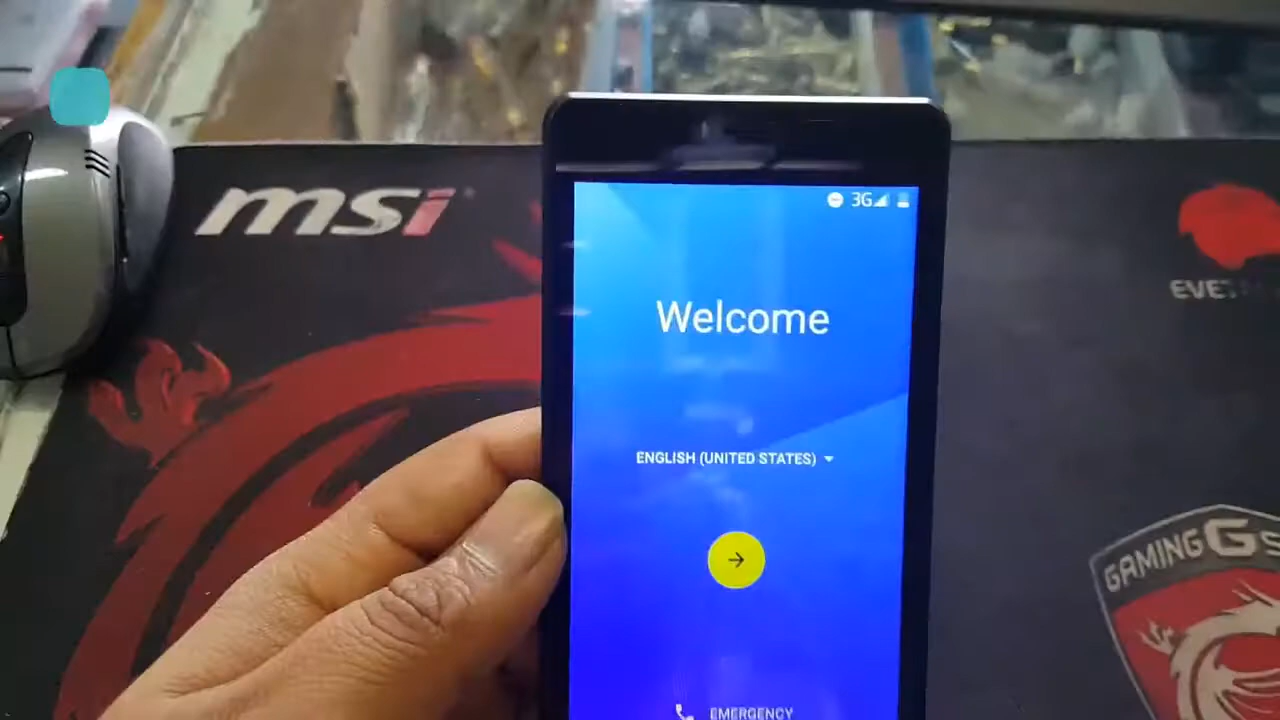 msi
3G
Welcome
ENGLISH (UNITED STATES)
EMERGENCY
GAMING G